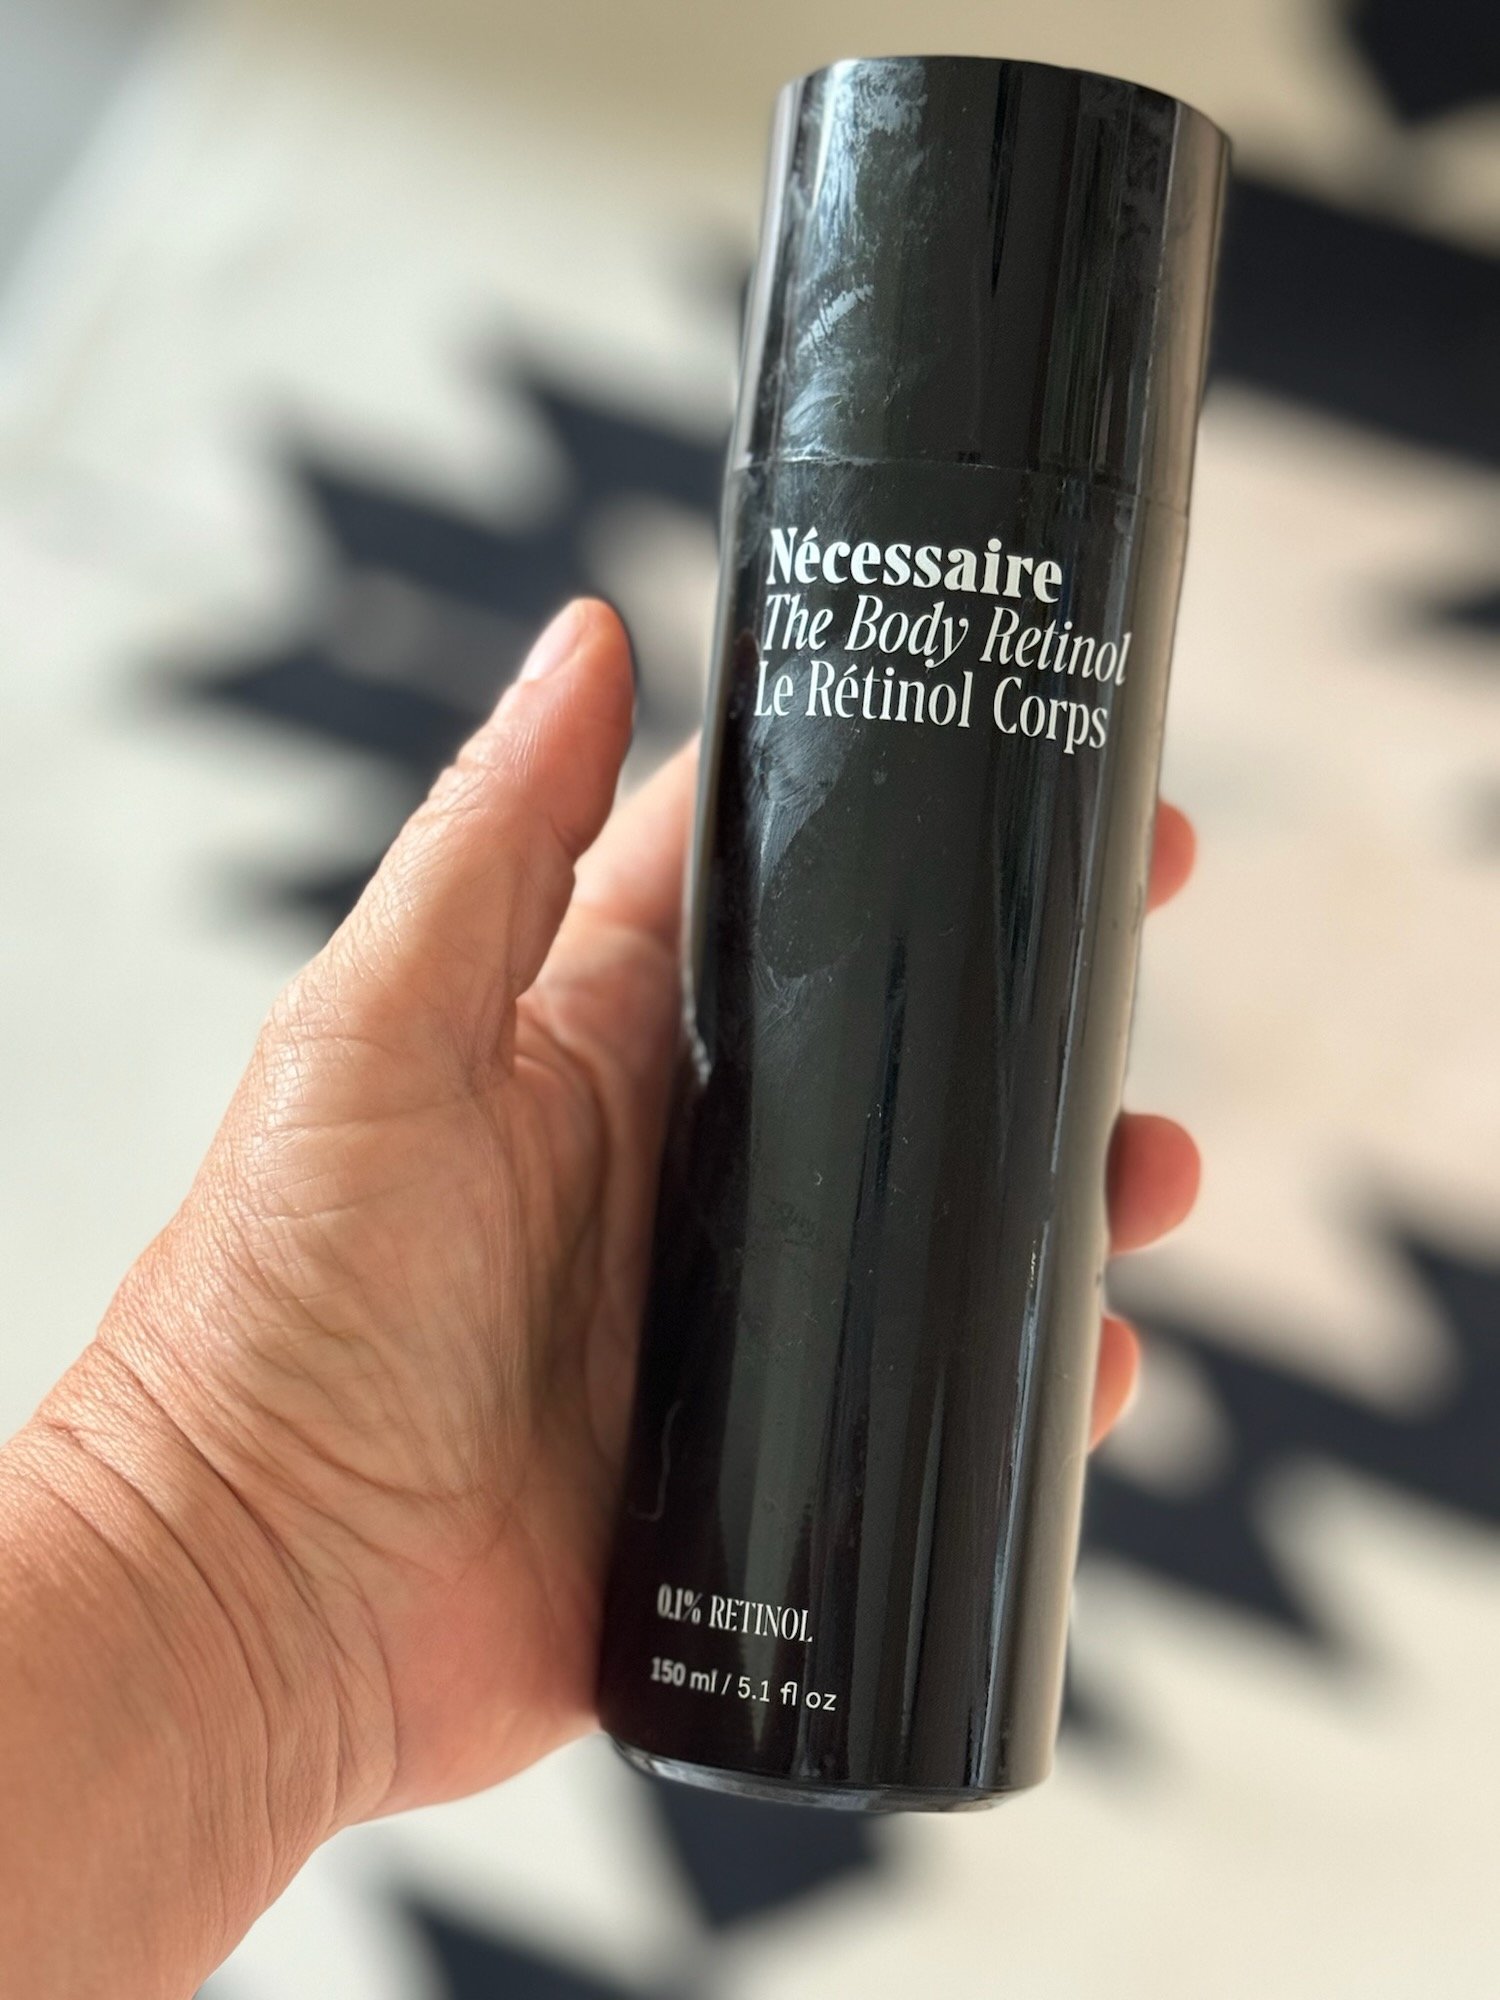 Nécessaire
The Body Retinol
Le Rétinol Corps
0.1% RETINOL
150 ml / 5.1 fl oz